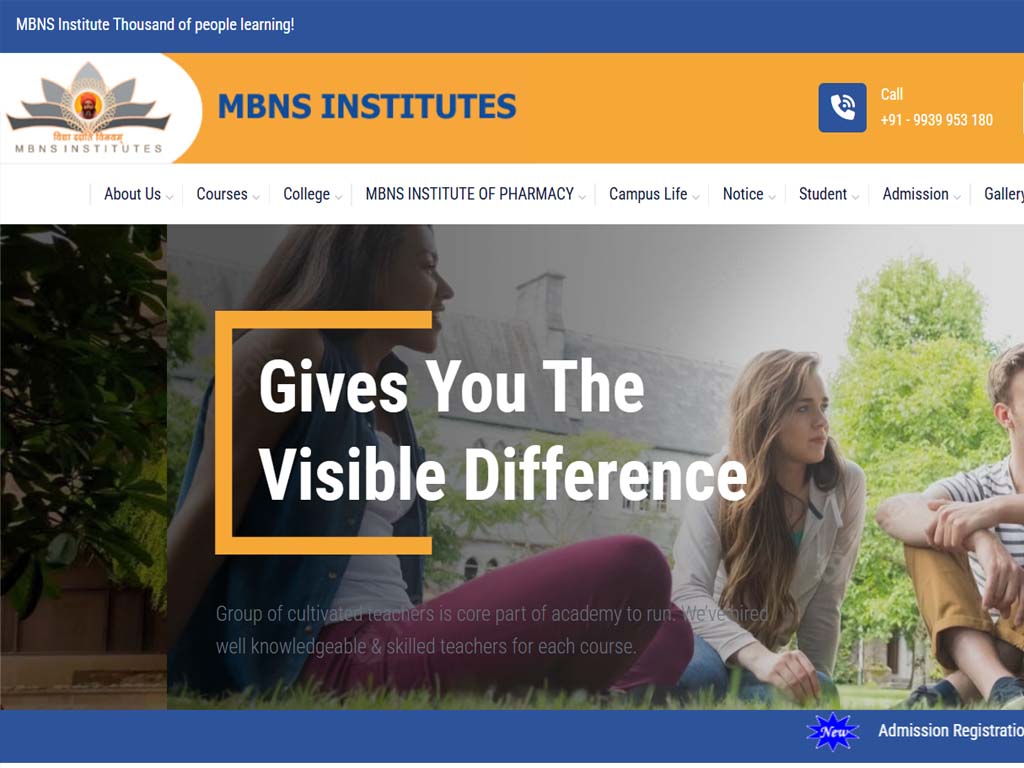 MBNS Institute Thousand of people learning!
विद्या ददाति विनयम्
MBNS INSTITUTES
MBNS INSTITUTES
Call
+91 - 9939 953 180
About Us
Courses
College
MBNS INSTITUTE OF PHARMACY
Campus Life
Notice
Student
Admission
Gallery
Gives You The
Visible Difference
Group of cultivated teachers is core part of academy to run. We've hired
well knowledgeable & skilled teachers for each course.
New
Admission Registratio